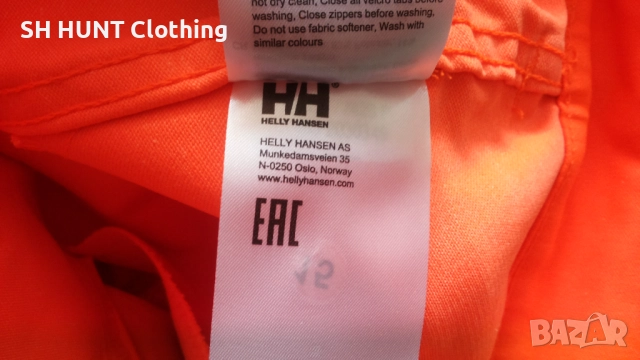 SH HUNT Clothing
not dry clean, Close all velcro tabs before
washing, Close zippers before washing,
Do not use fabric softener, Wash with
similar colours
HH®
HELLY HANSEN
HELLY HANSEN AS
Munkedamsveien 35
N-0250 Oslo, Norway
www.hellyhansen.com
EAC
BAZAR